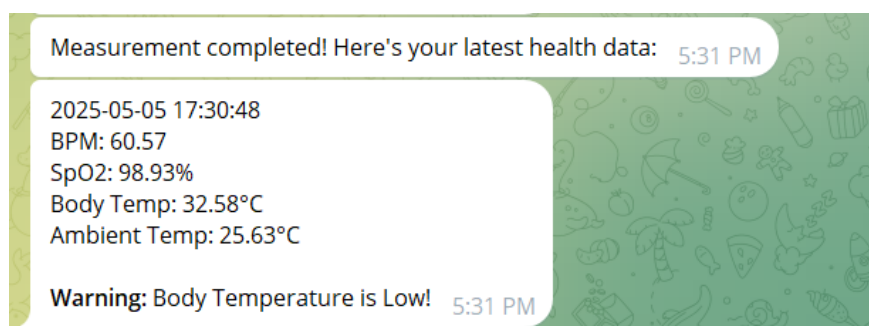 Measurement completed! Here's your latest health data: 5:31 PM
2025-05-05 17:30:48
BPM: 60.57
SpO2: 98.93%
Body Temp: 32.58°C
Ambient Temp: 25.63°C
Warning: Body Temperature is Low! 5:31 PM